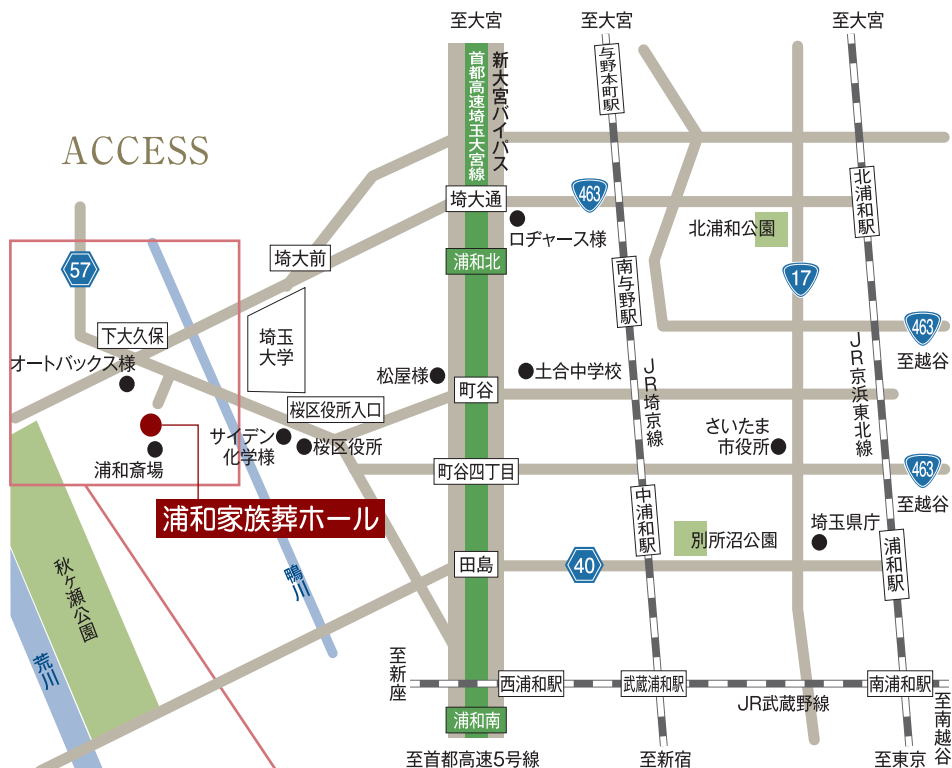 至大宮
至大宮
至大宮
首都高速埼玉大宮線
新大宮バイパス
与野本町駅
ACCESS
埼大通
463
北浦和駅
ロヂャース様
北浦和公園
埼大前
浦和北
57
南与野駅
17
下大久保
埼玉
大学
463
至越谷
オートバックス様
松屋様
土合中学校
町谷
JR埼京線
JR京浜東北線
桜区役所入口
サイデン
化学様
桜区役所
さいたま
市役所
浦和斎場
町谷四丁目
463
至越谷
浦和家族葬ホール
中浦和駅
別所沼公園
埼玉県庁
浦和駅
田島
40
鴨川
秋ヶ瀬公園
荒川
至新座
西浦和駅
武蔵浦和駅
南浦和駅
JR武蔵野線
至南越谷
浦和南
至首都高速5号線
至新宿
至東京